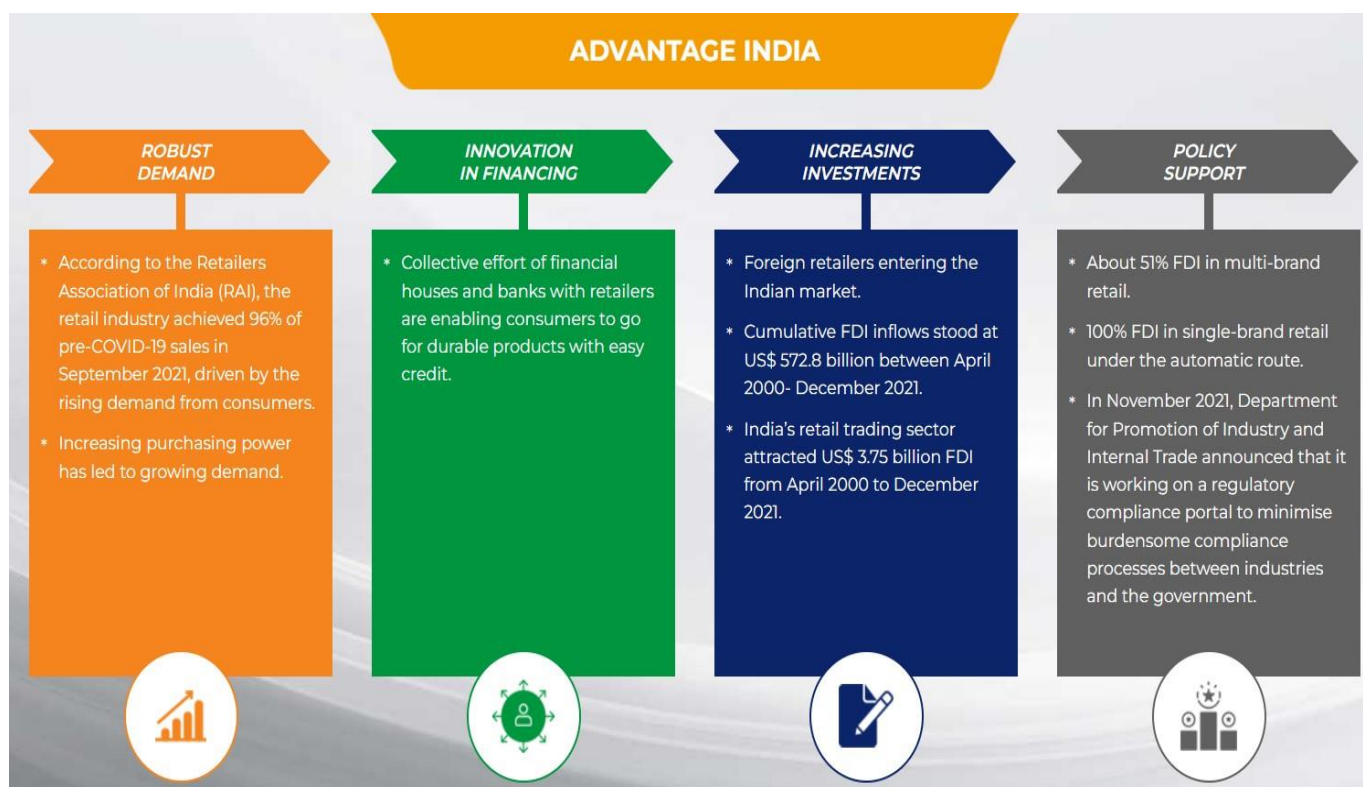 ADVANTAGE INDIA
ROBUST
DEMAND
* According to the Retailers
Association of India (RAI), the
retail industry achieved 96% of
pre-COVID-19 sales in
September 2021, driven by the
rising demand from consumers.
* Increasing purchasing power
has led to growing demand.
INNOVATION
IN FINANCING
* Collective effort of financial
houses and banks with retailers
are enabling consumers to go
for durable products with easy
credit.
INCREASING
INVESTMENTS
* Foreign retailers entering the
Indian market.
* Cumulative FDI inflows stood at
US$ 572.8 billion between April
2000- December 2021.
* India's retail trading sector
attracted US$ 3.75 billion FDI
from April 2000 to December
2021.
POLICY
SUPPORT
* About 51% FDI in multi-brand
retail.
* 100% FDI in single-brand retail
under the automatic route.
* In November 2021, Department
for Promotion of Industry and
Internal Trade announced that it
is working on a regulatory
compliance portal to minimise
burdensome compliance
processes between industries
and the government.